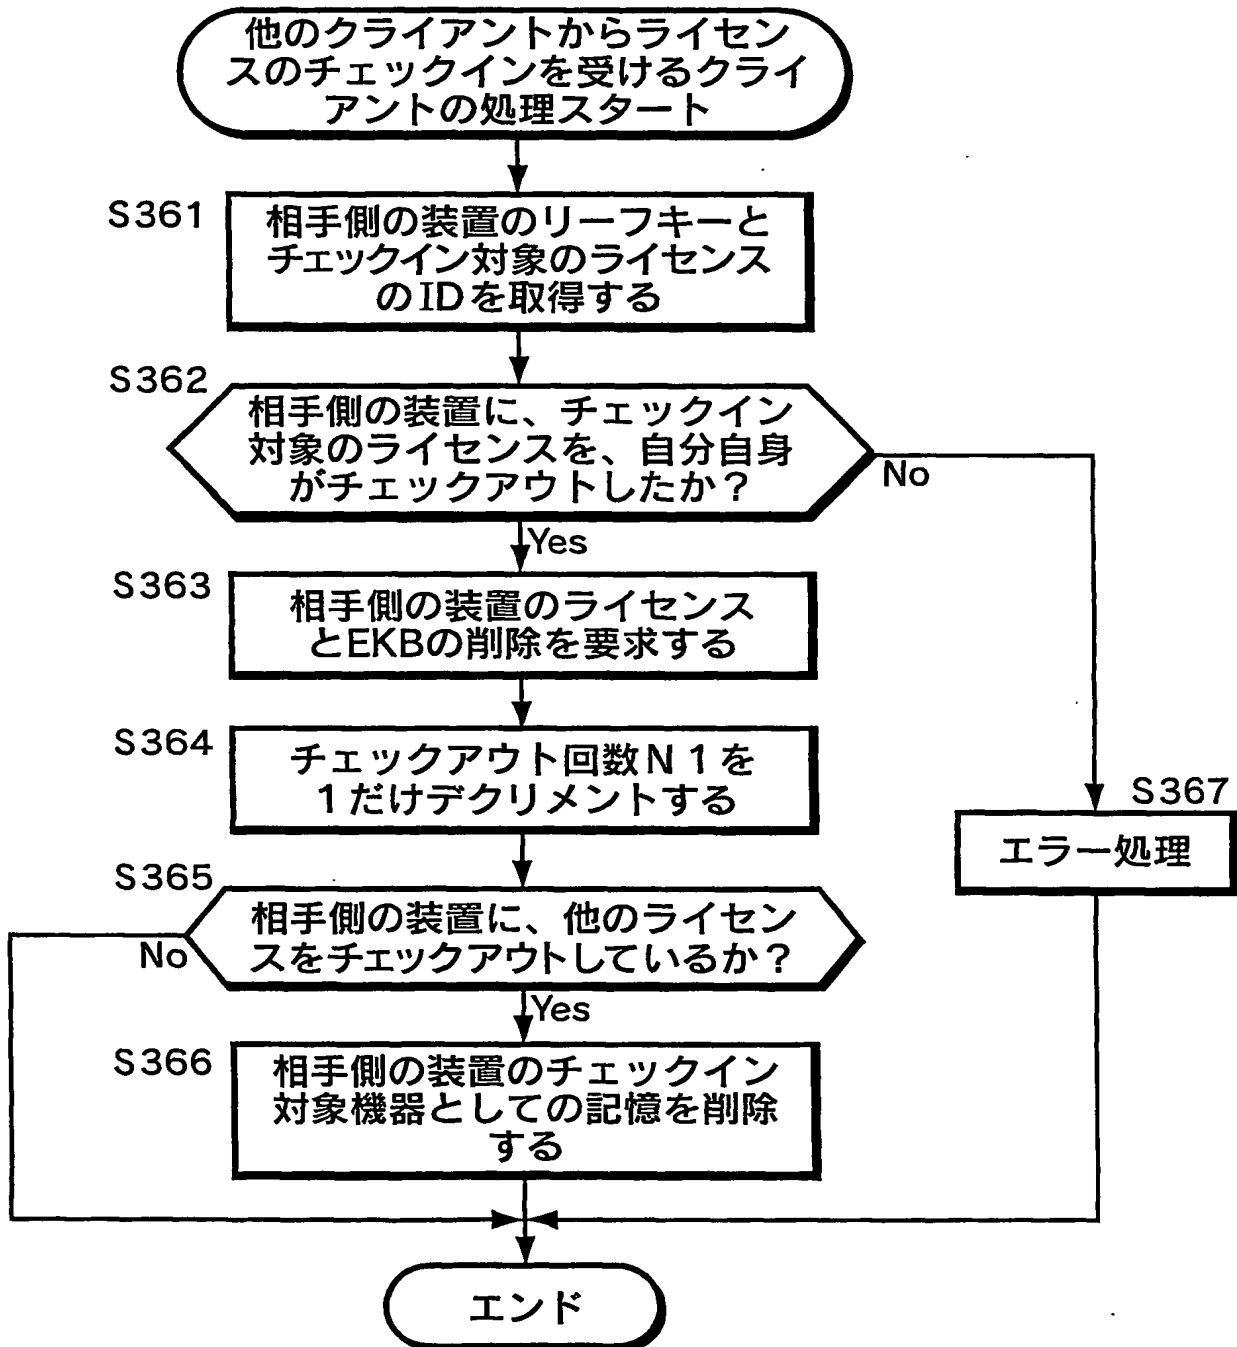 他のクライアントからライセン
スのチェックインを受けるクライ
アントの処理スタート
S361
相手側の装置のリーフキーと
チェックイン対象のライセンス
のIDを取得する
S362
相手側の装置に、チェックイン
対象のライセンスを、自分自身
がチェックアウトしたか？
No
Yes
S363
相手側の装置のライセンス
とEKBの削除を要求する
S364
チェックアウト回数N1を
1だけデクリメントする
S367
エラー処理
S365
相手側の装置に、他のライセン
スをチェックアウトしているか？
No
Yes
S366
相手側の装置のチェックイン
対象機器としての記憶を削除
する
エンド